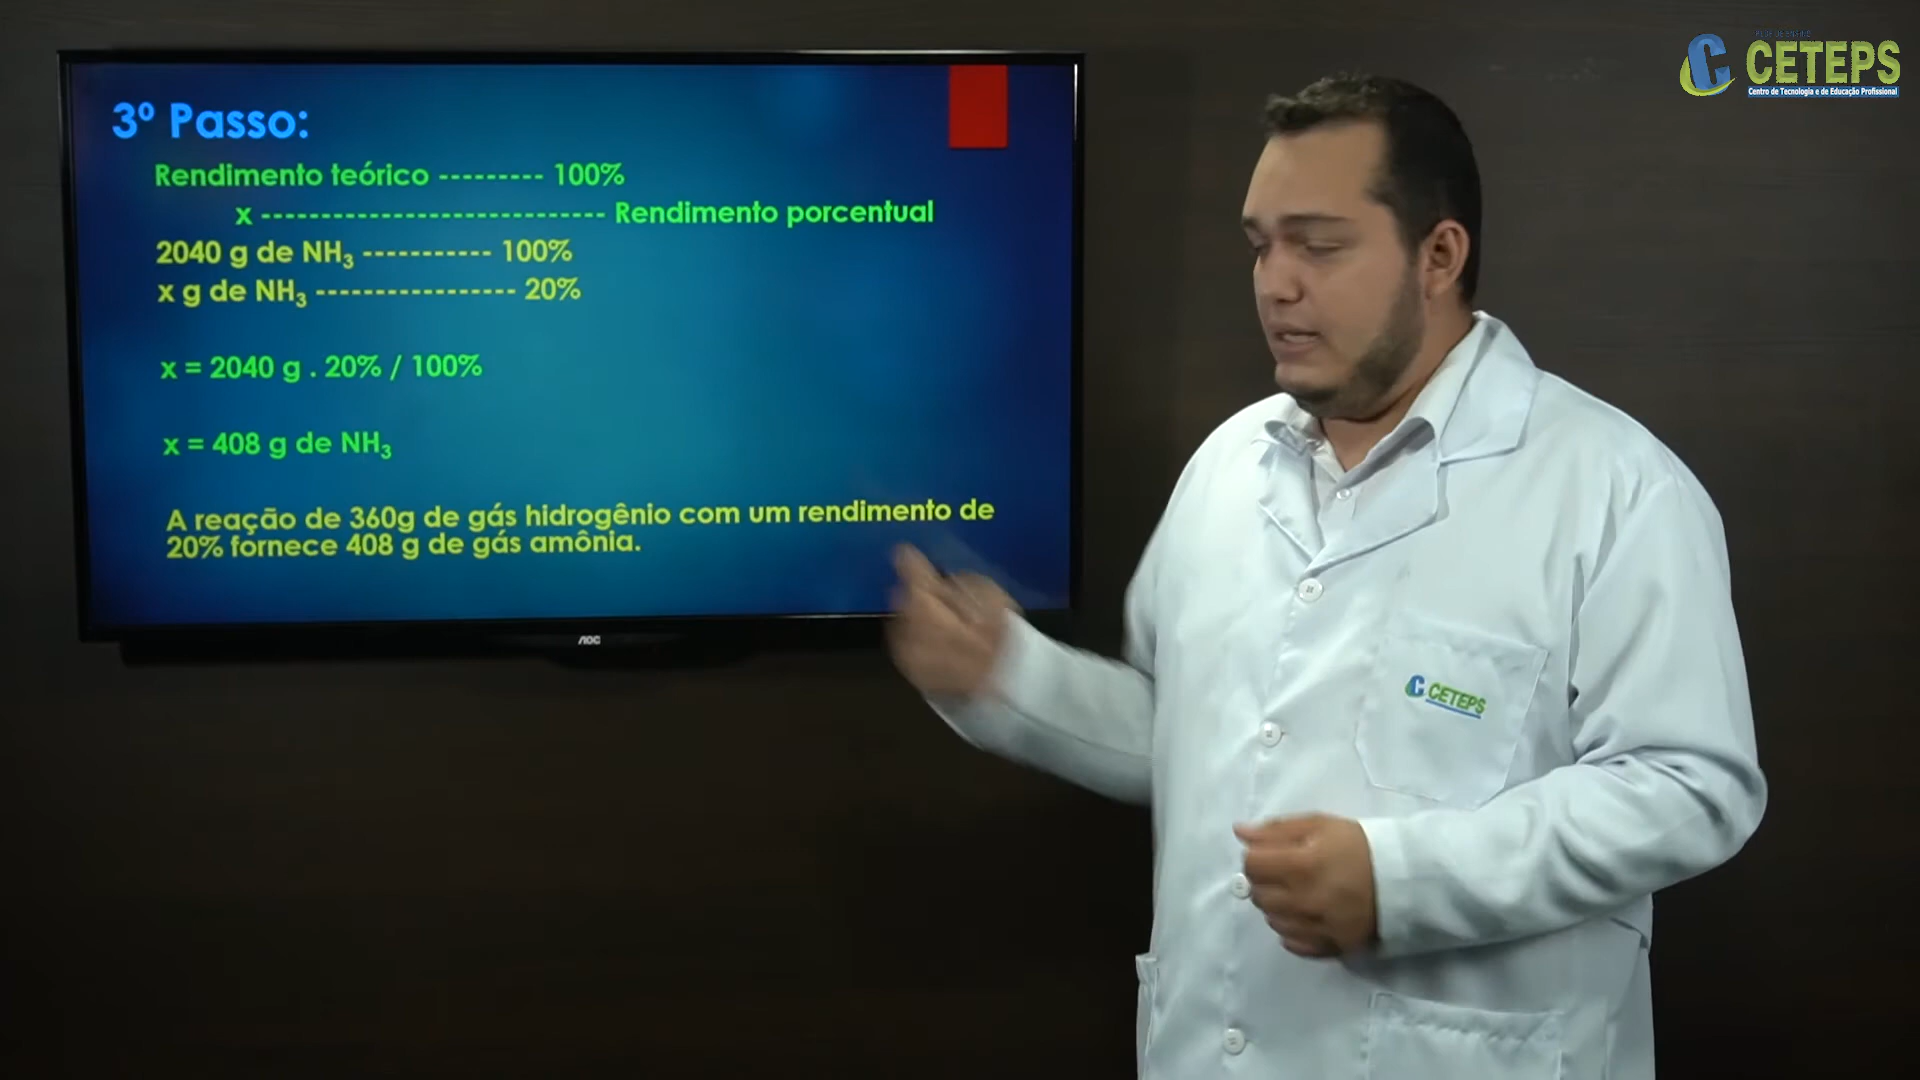 3º Passo:
Rendimento teórico --------- 100%
x ----------------------------- Rendimento porcentual
2040 g de NH₃ ----------- 100%
x g de NH₃ ----------------- 20%
x = 2040 g . 20% / 100%
x = 408 g de NH₃
A reação de 360g de gás hidrogênio com um rendimento de
20% fornece 408 g de gás amônia.
AOC
C CETEPS
Centro de Tecnologia e de Educação Profissional
C CETEPS